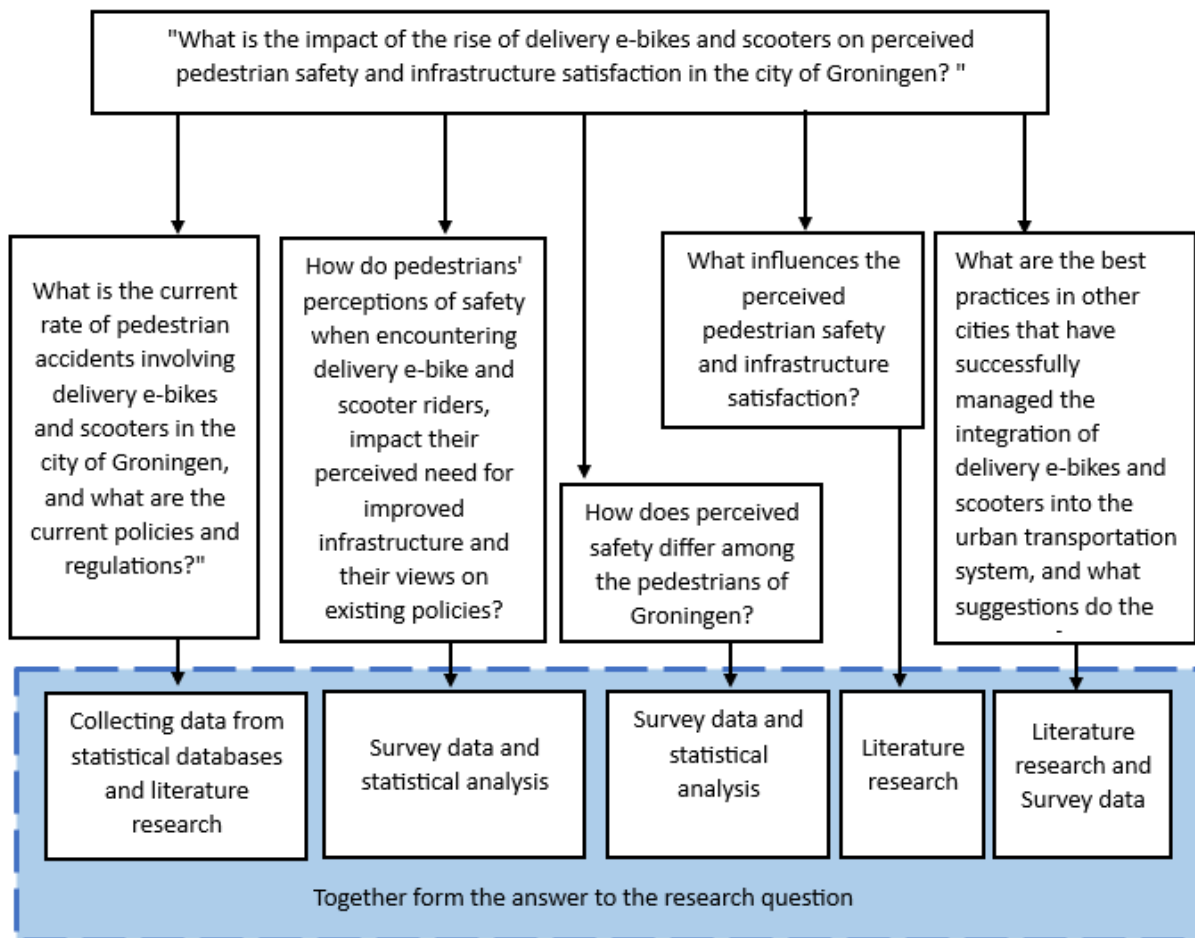 "What is the impact of the rise of delivery e-bikes and scooters on perceived
pedestrian safety and infrastructure satisfaction in the city of Groningen? "
What is the current
rate of pedestrian
accidents involving
delivery e-bikes
and scooters in the
city of Groningen,
and what are the
current policies and
regulations?"
How do pedestrians'
perceptions of safety
when encountering
delivery e-bike and
scooter riders,
impact their
perceived need for
improved
infrastructure and
their views on
existing policies?
How does perceived
safety differ among
the pedestrians of
Groningen?
What influences the
perceived
pedestrian safety
and infrastructure
satisfaction?
What are the best
practices in other
cities that have
successfully
managed the
integration of
delivery e-bikes and
scooters into the
urban transportation
system, and what
suggestions do the
Collecting data from
statistical databases
and literature
research
Survey data and
statistical analysis
Survey data and
statistical
analysis
Literature
research
Literature
research and
Survey data
Together form the answer to the research question